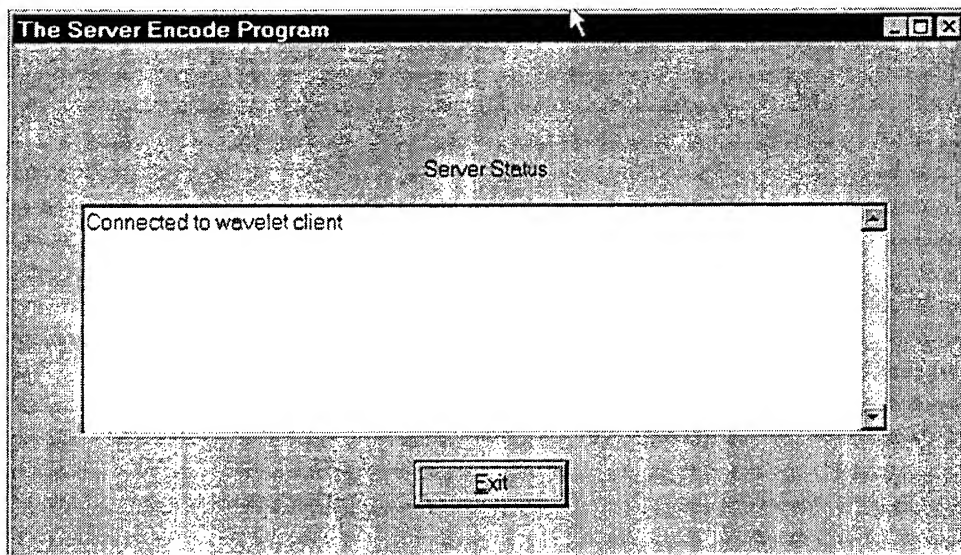 The Server Encode Program
Server Status
Connected to wavelet client
Exit